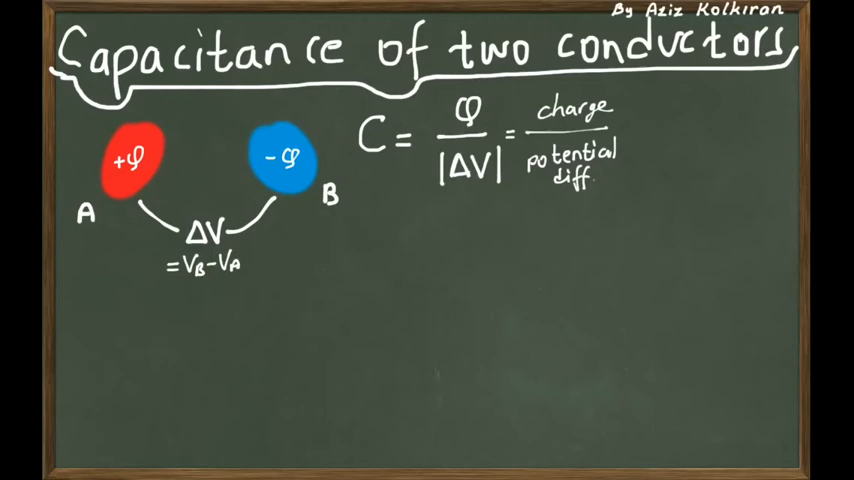 By Aziz Kolkiran
Capacitance of two conductors
+φ
- φ
A
B
ΔV
= VB - VA
C = φ / |ΔV| = charge / potential diff.